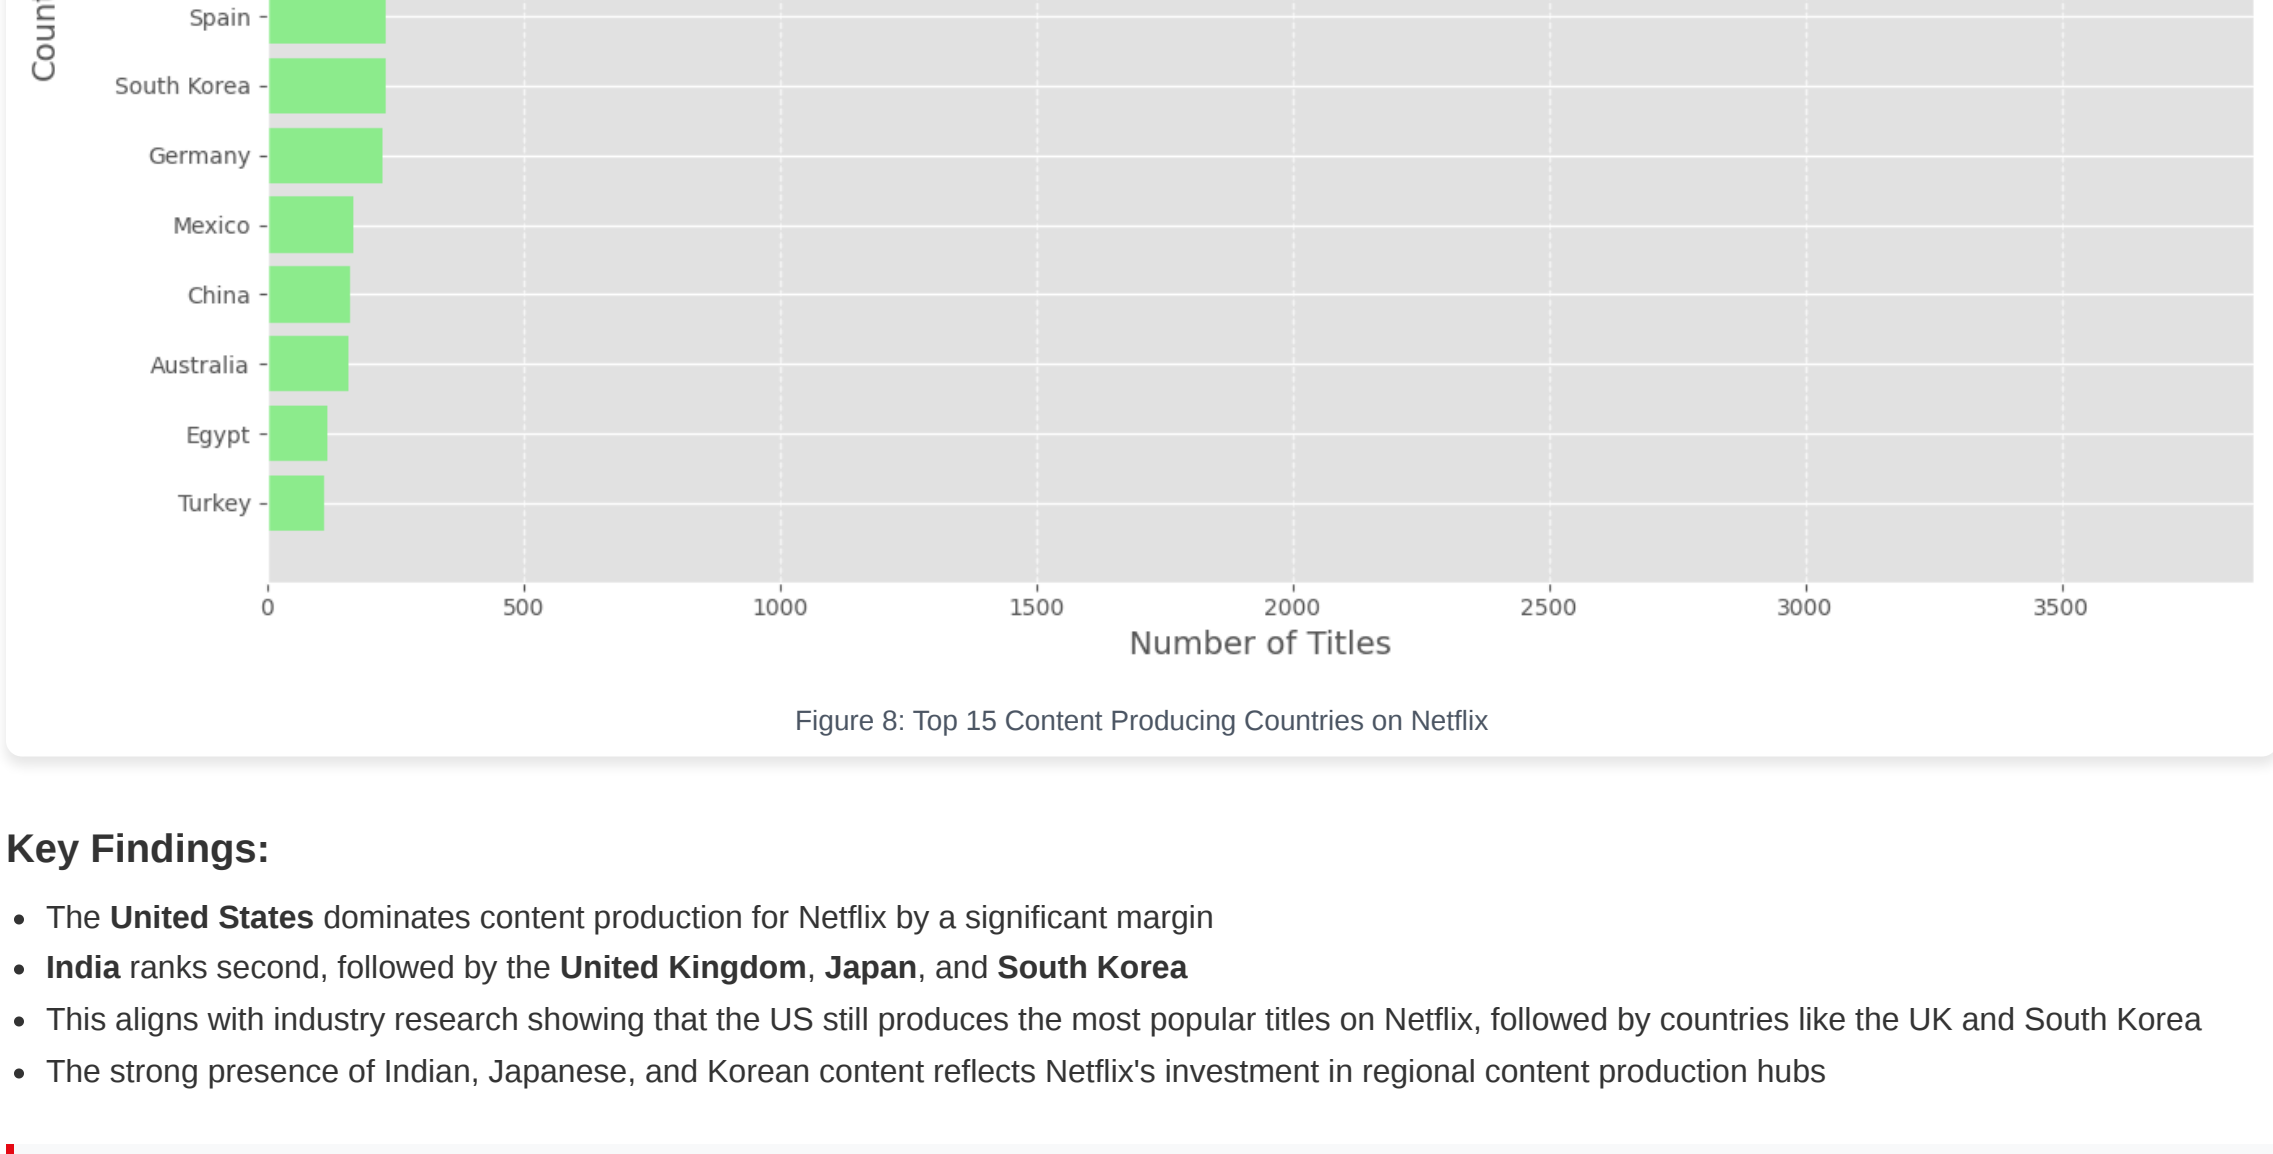 Spain
Coun
South Korea
Germany
Mexico
China
Australia
Egypt
Turkey
0 500 1000 1500 2000 2500 3000 3500
Number of Titles
Figure 8: Top 15 Content Producing Countries on Netflix
Key Findings:
• The United States dominates content production for Netflix by a significant margin
• India ranks second, followed by the United Kingdom, Japan, and South Korea
• This aligns with industry research showing that the US still produces the most popular titles on Netflix, followed by countries like the UK and South Korea
• The strong presence of Indian, Japanese, and Korean content reflects Netflix's investment in regional content production hubs